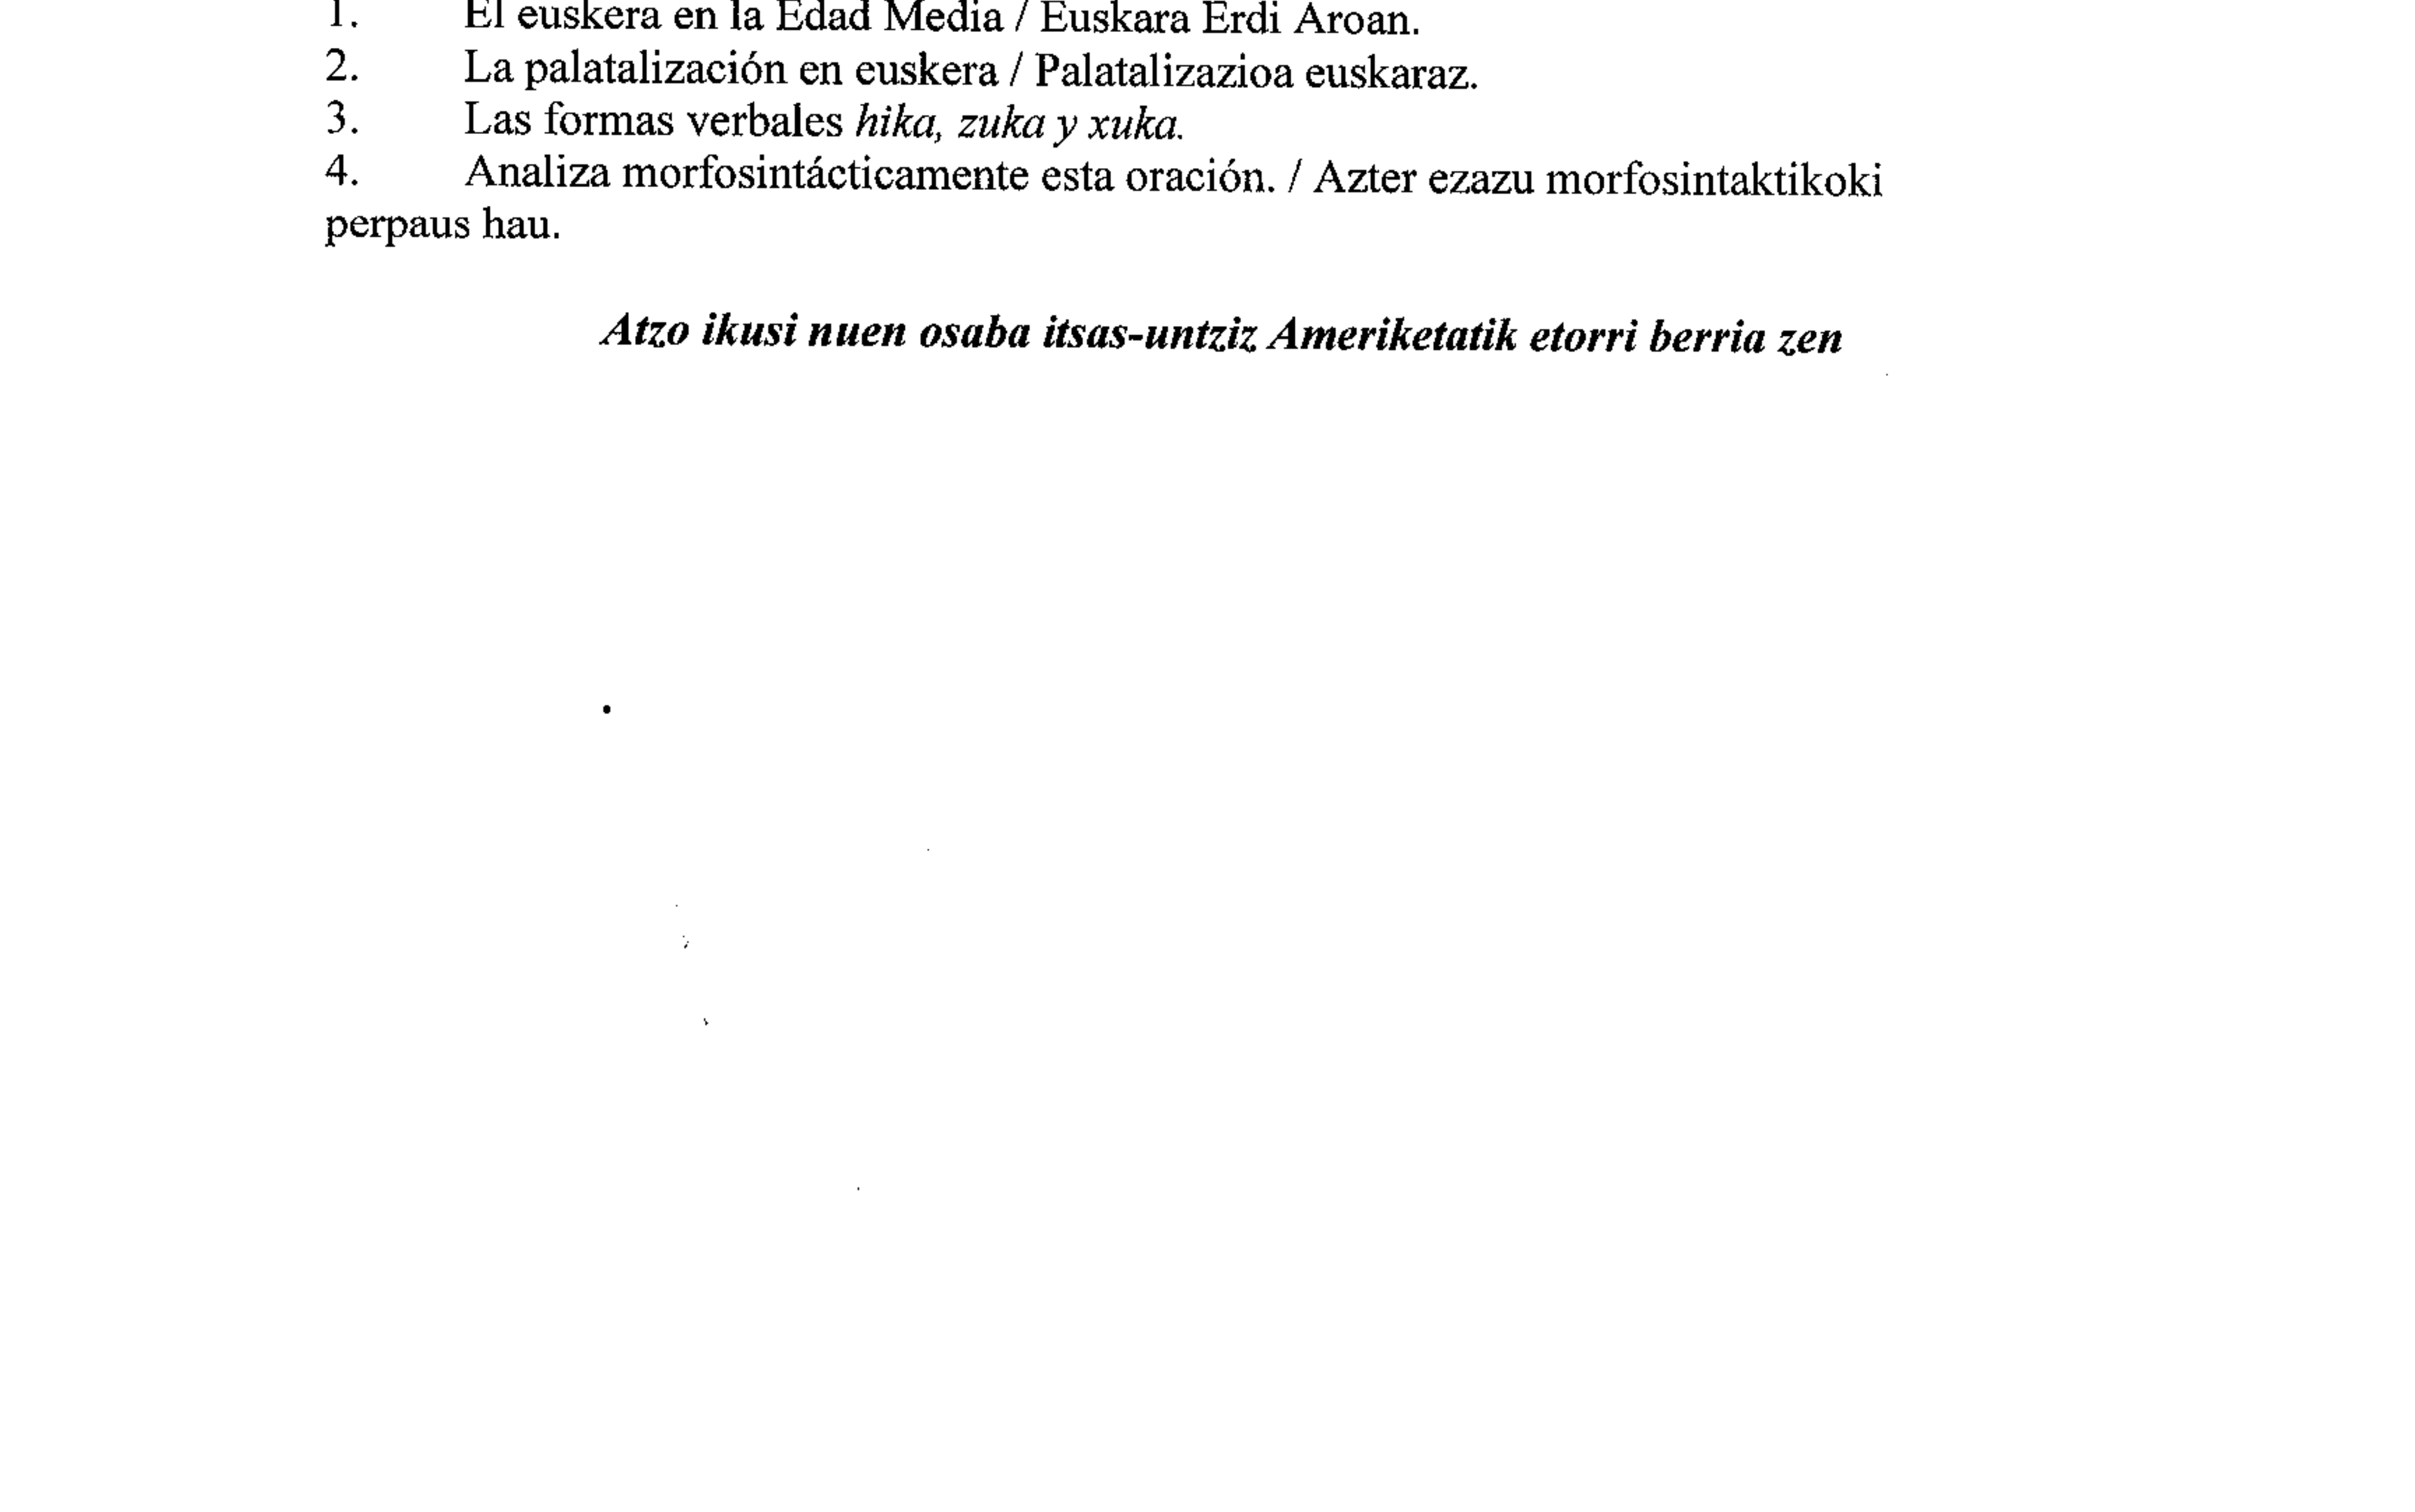 1. El euskera en la Edad Media / Euskara Erdi Aroan.
2. La palatalización en euskera / Palatalizazioa euskaraz.
3. Las formas verbales hika, zuka y xuka.
4. Analiza morfosintácticamente esta oración. / Azter ezazu morfosintaktikoki
perpaus hau.
Atzo ikusi nuen osaba itsas-untziz Ameriketatik etorri berria zen